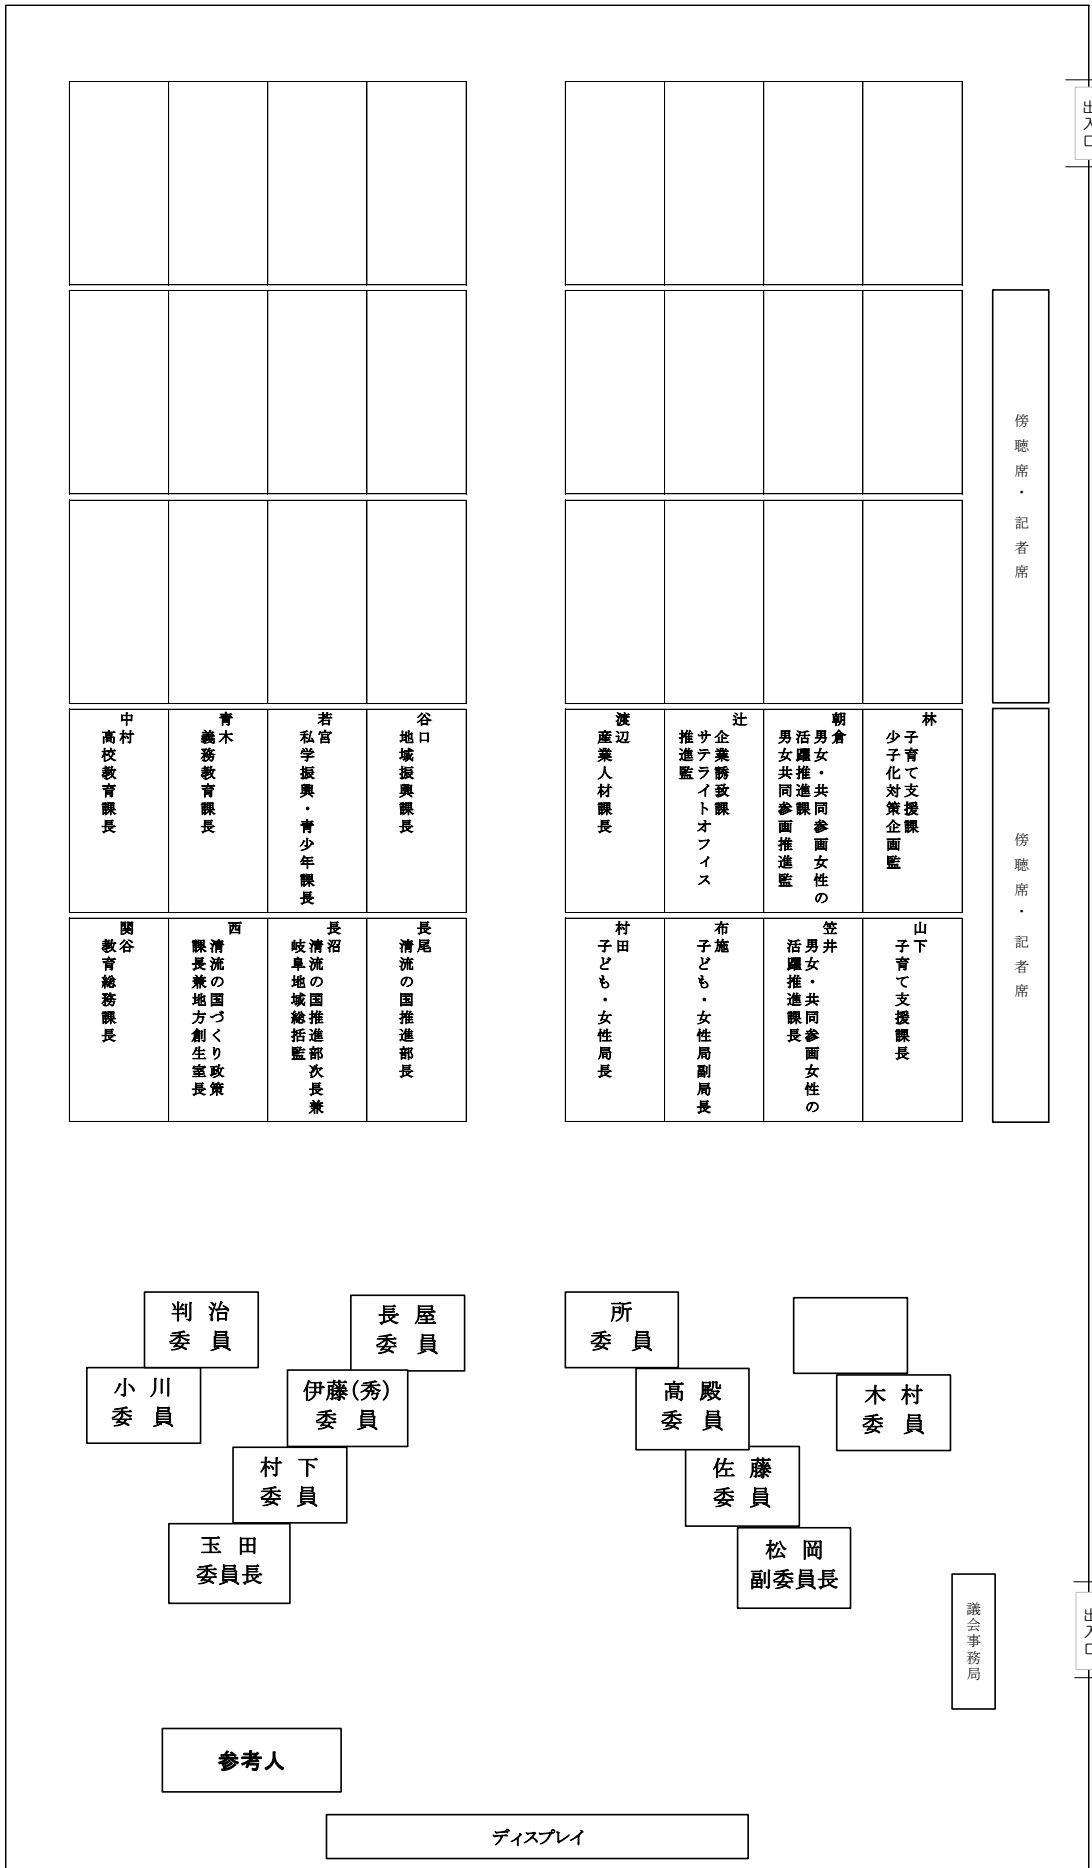 出入口
傍聴席・記者席
林
子育て支援課
少子化対策企画監
朝倉
男女・共同参画女性の
活躍推進課
男女共同参画推進監
辻
企業誘致課
サテライトオフィス
推進監
渡辺
産業人材課長
谷口
地域振興課長
若宮
私学振興・青少年課長
青木
義務教育課長
中村
高校教育課長
傍聴席・記者席
山下
子育て支援課長
笠井
男女・共同参画女性の
活躍推進課長
布施
子ども・女性局副局長
村田
子ども・女性局長
長尾
清流の国推進部長
長沼
清流の国推進部次長兼
岐阜地域総括監
西
清流の国づくり政策
課長兼地方創生室長
関谷
教育総務課長
判治
委員
長屋
委員
所
委員
小川
委員
伊藤(秀)
委員
高殿
委員
木村
委員
村下
委員
佐藤
委員
玉田
委員長
松岡
副委員長
議会事務局
出入口
参考人
ディスプレイ